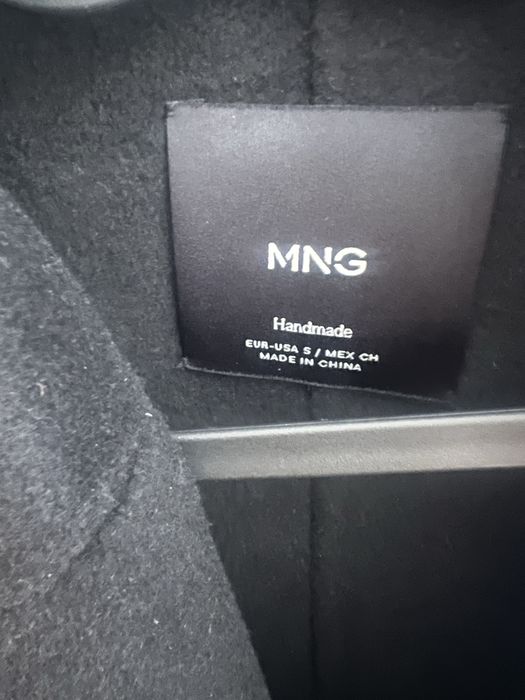 MNG
Handmade
EUR-USA S / MEX CH
MADE IN CHINA